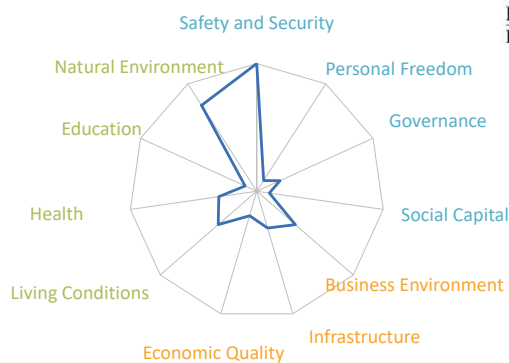 Safety and Security
Natural Environment
Personal Freedom
Education
Governance
Health
Social Capital
Living Conditions
Business Environment
Infrastructure
Economic Quality